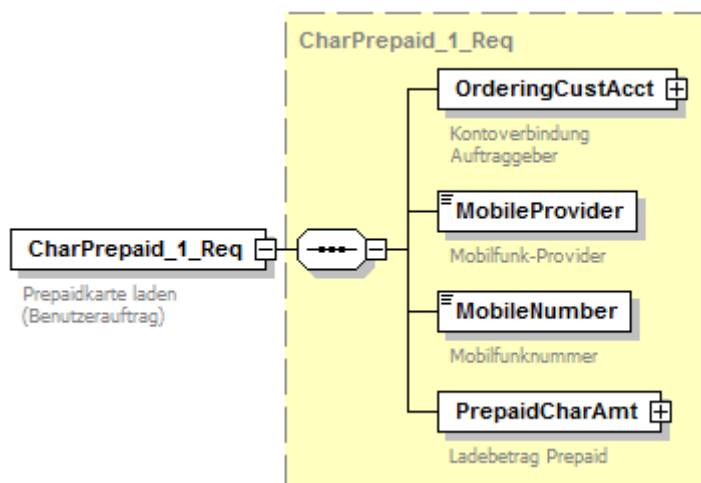 CharPrepaid_1_Req
OrderingCustAcct
Kontoverbindung
Auftraggeber
MobileProvider
Mobilfunk-Provider
CharPrepaid_1_Req
Prepaidkarte laden
(Benutzerauftrag)
MobileNumber
Mobilfunknummer
PrepaidCharAmt
Ladebetrag Prepaid